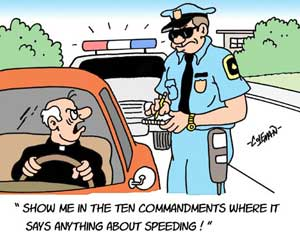 “ SHOW ME IN THE TEN COMMANDMENTS WHERE IT
SAYS ANYTHING ABOUT SPEEDING ! ”